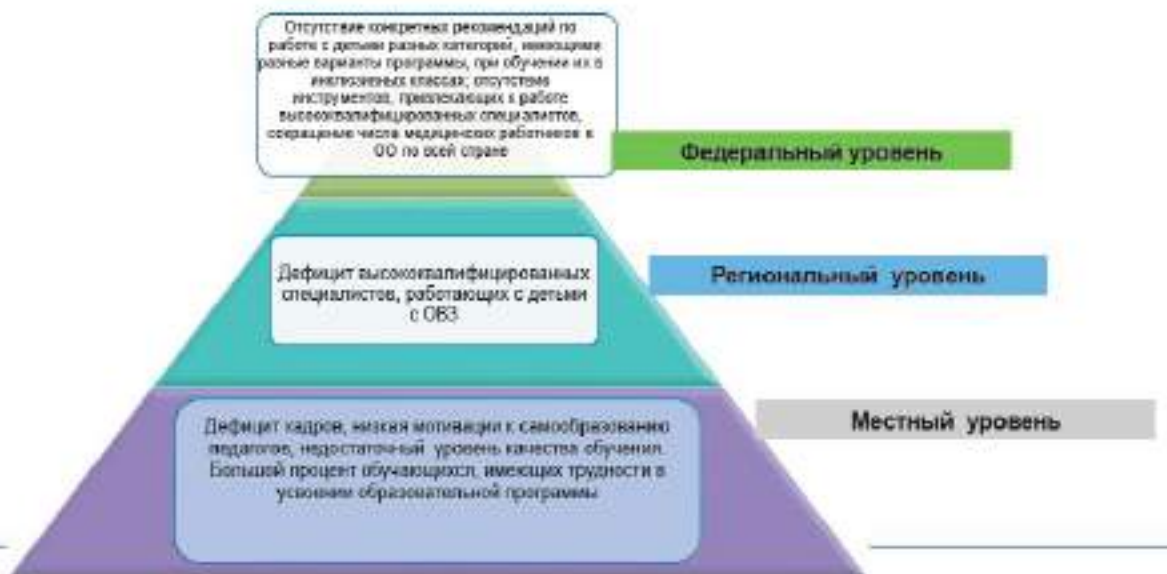 Отсутствие конкретных рекомендаций по
работе с детьми разных категорий, имеющими
разные варианты программы, при обучении их в
инклюзивных классах; отсутствие
инструментов, привлекающих к работе
высококвалифицированных специалистов,
сокращение числа медицинских работников в
ОО по всей стране
Федеральный уровень
Дефицит высококвалифицированных
специалистов, работающих с детьми
с ОВЗ
Региональный уровень
Дефицит кадров, низкая мотивации к самообразованию
педагогов, недостаточный уровень качества обучения.
Большой процент обучающихся, имеющих трудности в
усвоении образовательной программы
Местный уровень